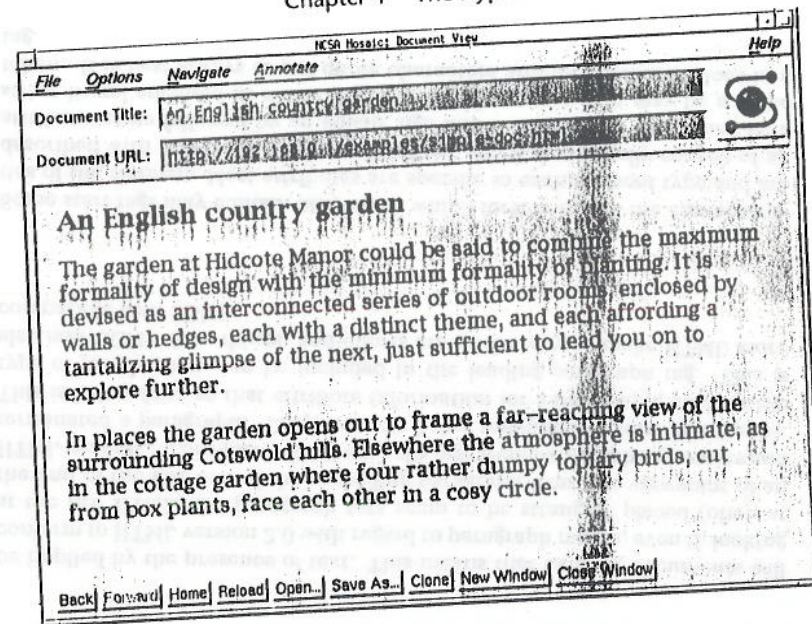 Chapter
NCSA Mosaic: Document View
File Options Navigate Annotate Help
Document Title: An English country garden
Document URL:
An English country garden
The garden at Hidcote Manor could be said to combine the maximum
formality of design with the minimum formality of planting. It is
devised as an interconnected series of outdoor rooms, enclosed by
walls or hedges, each with a distinct theme, and each affording a
tantalizing glimpse of the next, just sufficient to lead you on to
explore further.
In places the garden opens out to frame a far-reaching view of the
surrounding Cotswold hills. Elsewhere the atmosphere is intimate, as
in the cottage garden where four rather dumpy topiary birds, cut
from box plants, face each other in a cosy circle.
Back Forward Home Reload Open... Save As... Clone New Window Close Window